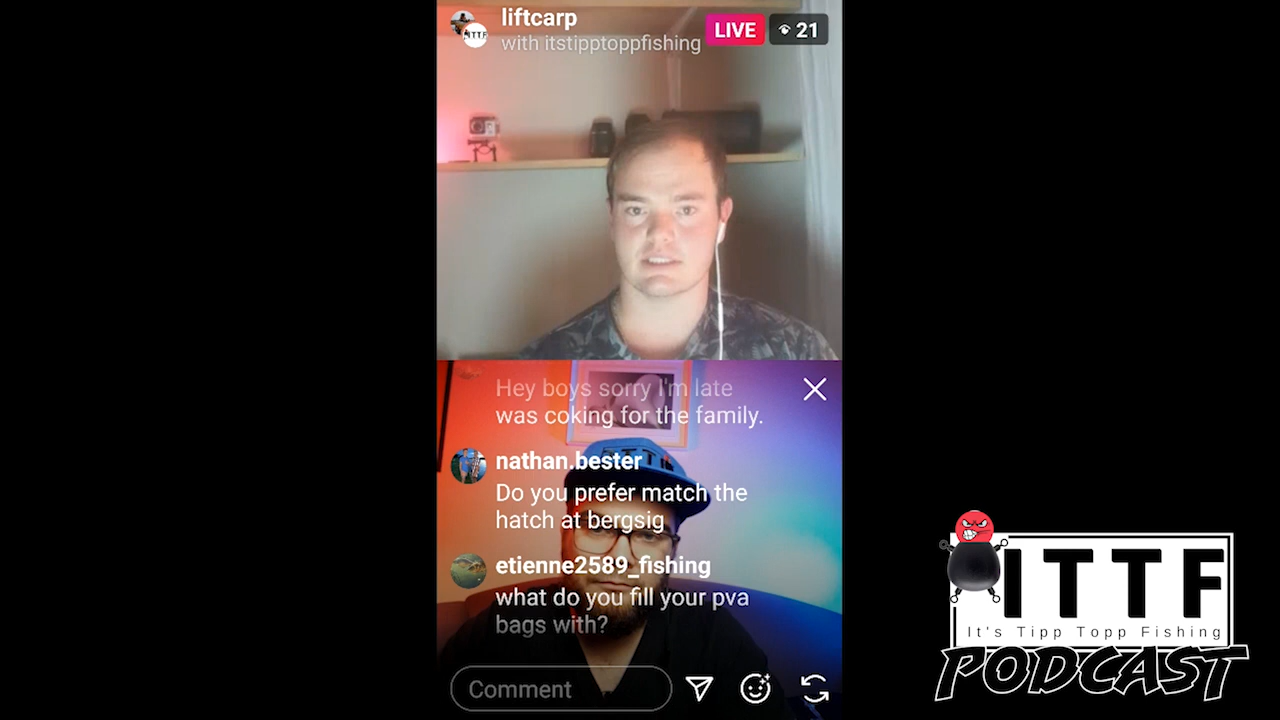 liftcarp
with itstipptoppfishing
LIVE
21
ITTF
Hey boys sorry I'm late
was coking for the family.
nathan.bester
Do you prefer match the
hatch at bergsig
ITTF
etienne2589_fishing
what do you fill your pva
bags with?
Comment
ITTF
It's Tipp Topp Fishing
PODCAST